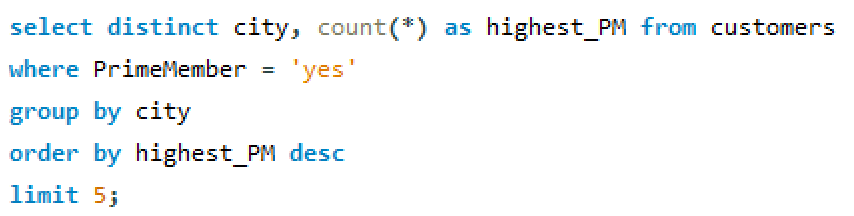 select distinct city, count(*) as highest_PM from customers
where PrimeMember = 'yes'
group by city
order by highest_PM desc
limit 5;